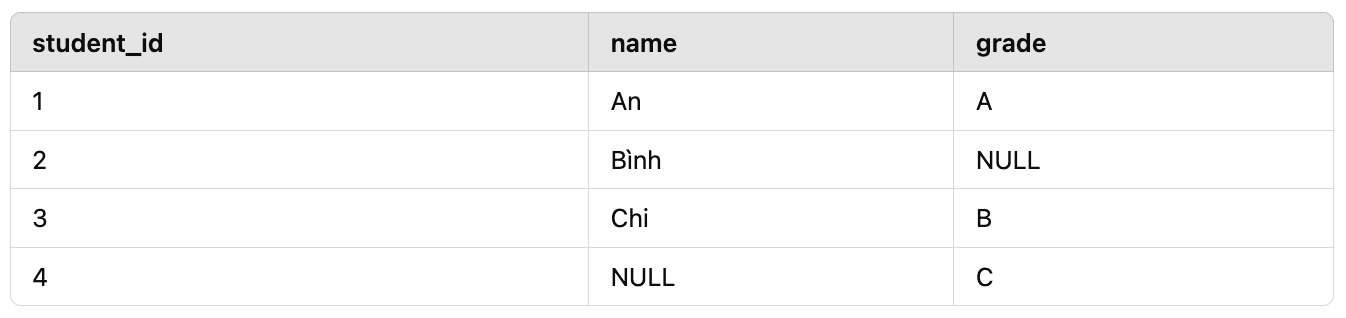 student_id name grade
1 An A
2 Bình NULL
3 Chi B
4 NULL C